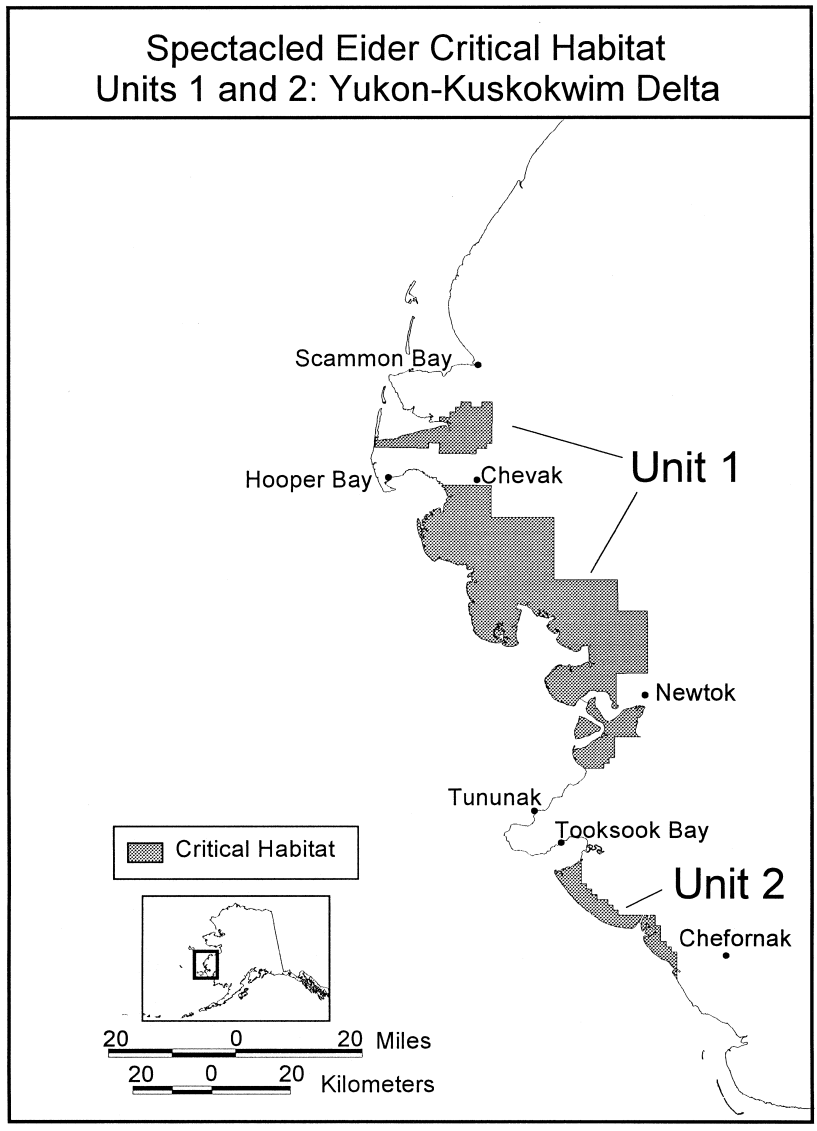 Spectacled Eider Critical Habitat
Units 1 and 2: Yukon-Kuskokwim Delta
Scammon Bay
Unit 1
Hooper Bay
Chevak
Newtok
Tununak
Tooksook Bay
Critical Habitat
Unit 2
Chefornak
20 0 20 Miles
20 0 20 Kilometers